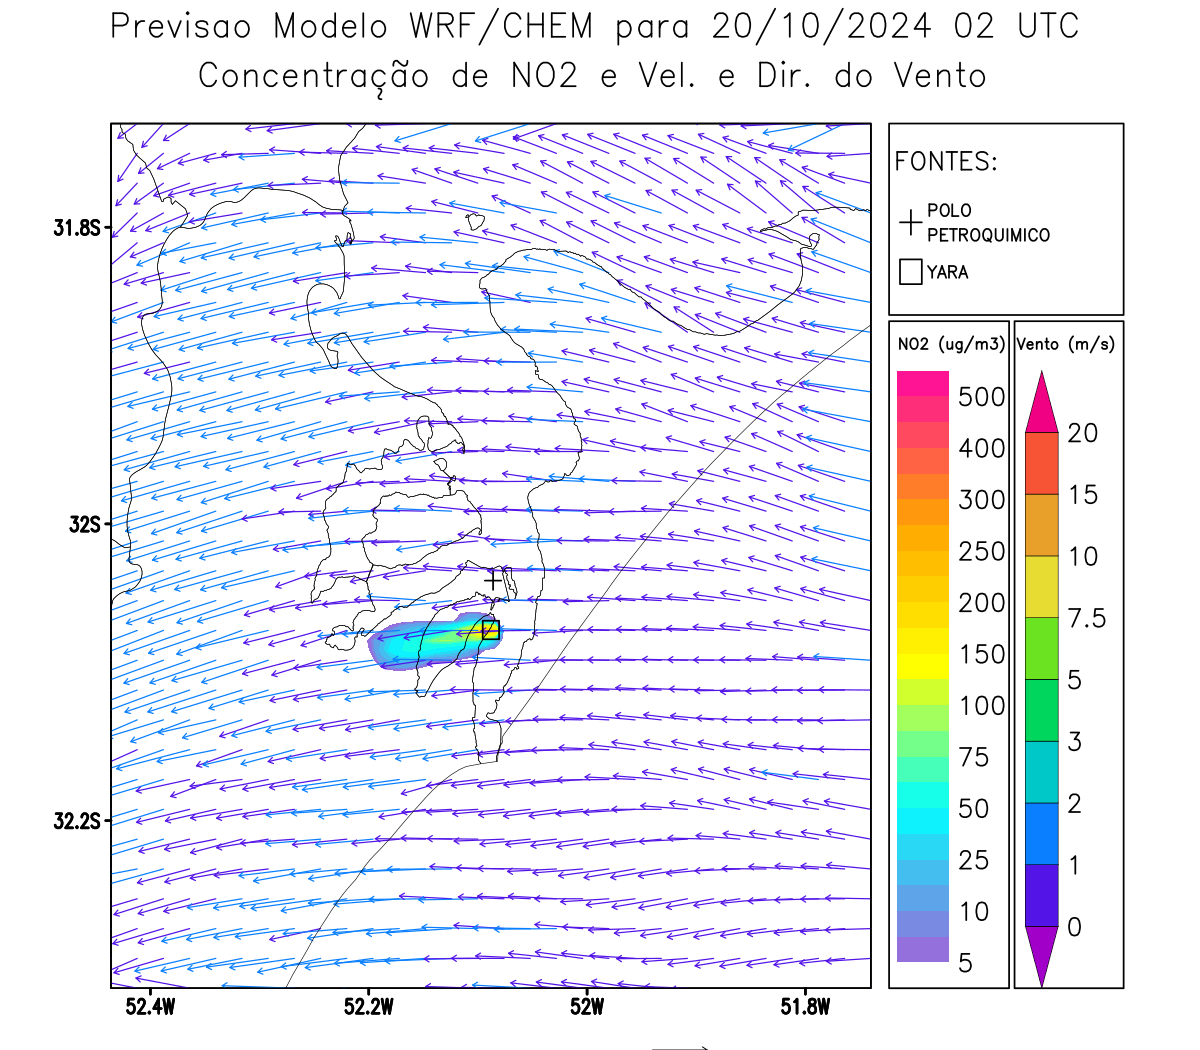 Previsao Modelo WRF/CHEM para 20/10/2024 02 UTC
Concentração de NO2 e Vel. e Dir. do Vento
FONTES:
POLO
PETROQUIMICO
YARA
31.8S
32S
32.2S
52.4W
52.2W
52W
51.8W
NO2 (ug/m3)
500
400
300
250
200
150
100
75
50
25
10
5
Vento (m/s)
20
15
10
7.5
5
3
2
1
0